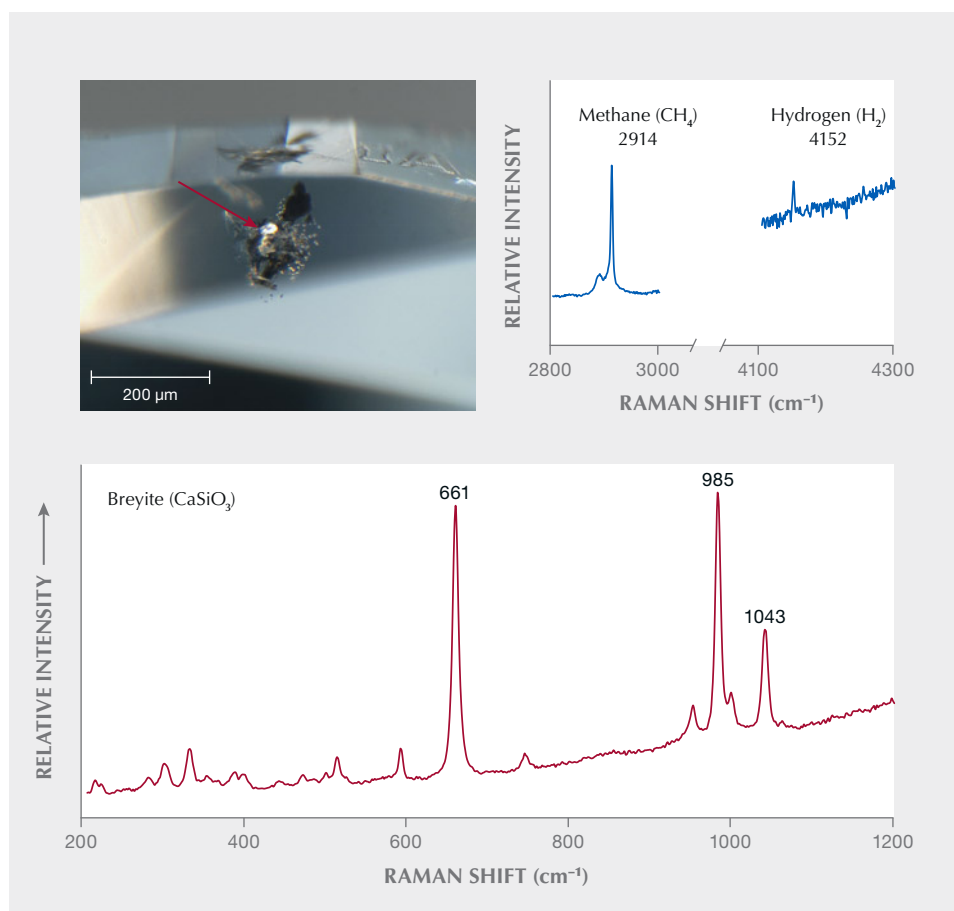 200 µm
RELATIVE INTENSITY
Methane (CH₄)
2914
Hydrogen (H₂)
4152
2800
3000
4100
4300
RAMAN SHIFT (cm⁻¹)
RELATIVE INTENSITY
Breyite (CaSiO₃)
661
985
1043
200
400
600
800
1000
1200
RAMAN SHIFT (cm⁻¹)